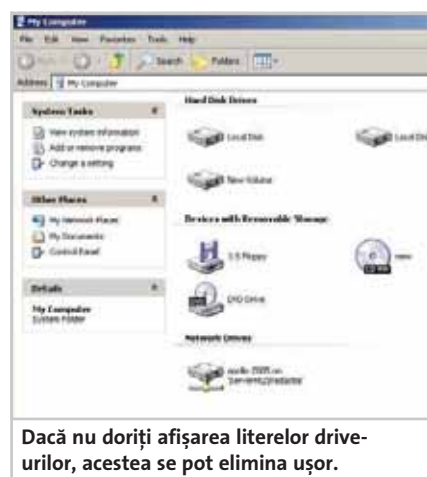 My Computer
File Edit View Favorites Tools Help
Search Folders
Address My Computer
System Tasks
View system information
Add or remove programs
Change a setting
Other Places
My Network Places
My Documents
Control Panel
Details
My Computer
System Folder
Hard Disk Drives
Local Disk
Local Disk
New Volume
Devices with Removable Storage
3.5 Floppy
new
DVD Drive
Network Drives
Dacă nu doriți afișarea literelor drive-
urilor, acestea se pot elimina ușor.